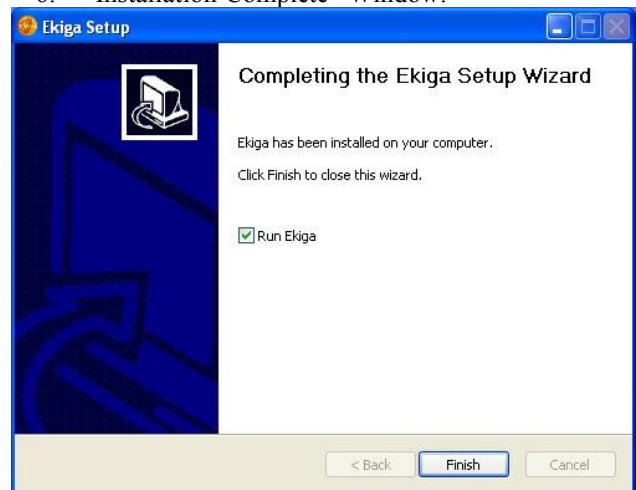 Installation Complete" Window:
Ekiga Setup
Completing the Ekiga Setup Wizard
Ekiga has been installed on your computer.
Click Finish to close this wizard.
Run Ekiga
< Back Finish Cancel